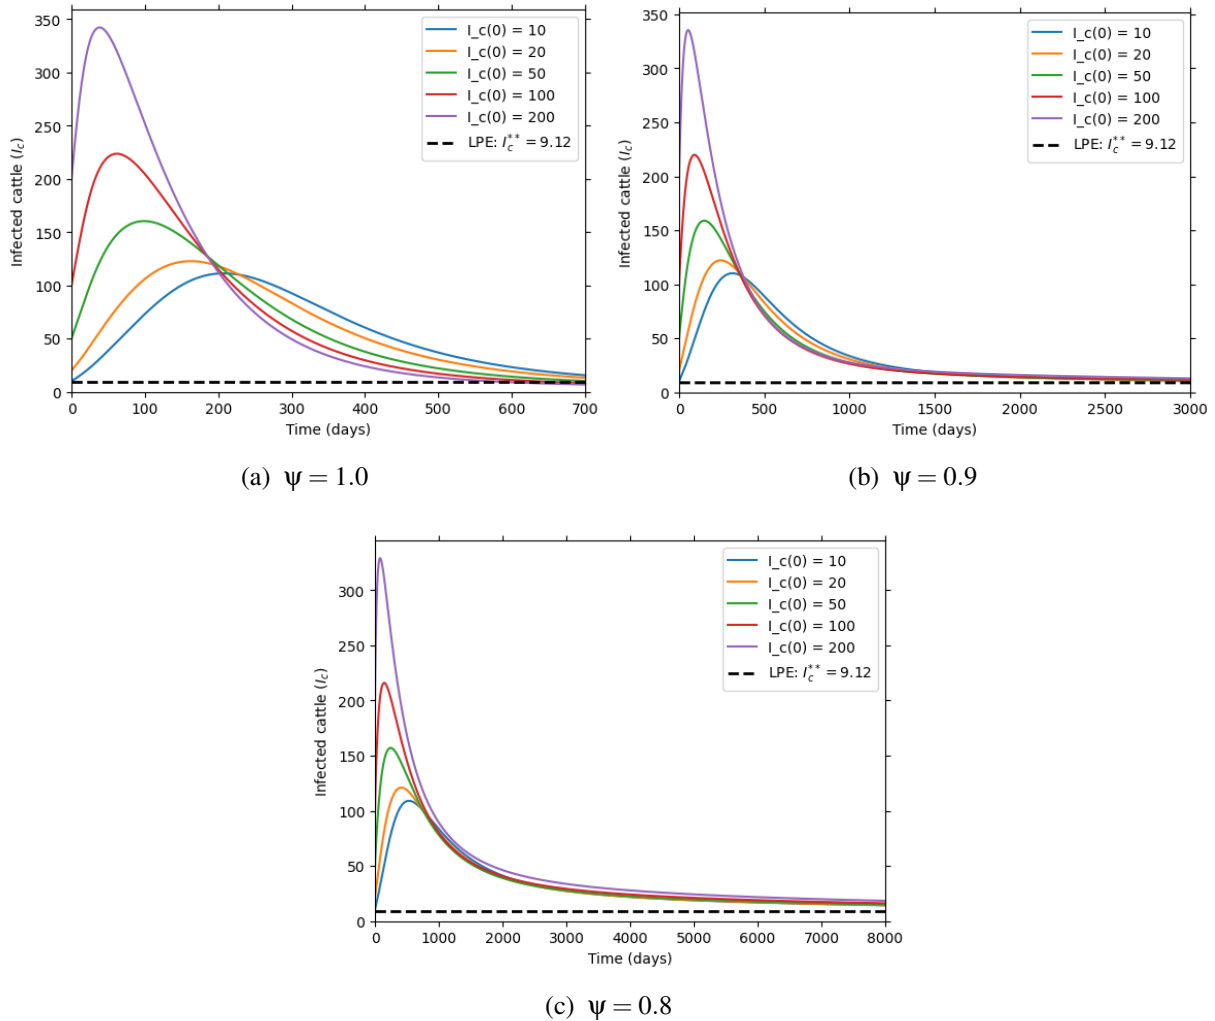 350
300
250
200
150
100
50
0
Infected cattle (I_c)
I_c(0) = 10
I_c(0) = 20
I_c(0) = 50
I_c(0) = 100
I_c(0) = 200
LPE: I_c^{**} = 9.12
0 100 200 300 400 500 600 700
Time (days)
(a) ψ = 1.0
350
300
250
200
150
100
50
0
Infected cattle (I_c)
I_c(0) = 10
I_c(0) = 20
I_c(0) = 50
I_c(0) = 100
I_c(0) = 200
LPE: I_c^{**} = 9.12
0 500 1000 1500 2000 2500 3000
Time (days)
(b) ψ = 0.9
300
250
200
150
100
50
0
Infected cattle (I_c)
I_c(0) = 10
I_c(0) = 20
I_c(0) = 50
I_c(0) = 100
I_c(0) = 200
LPE: I_c^{**} = 9.12
0 1000 2000 3000 4000 5000 6000 7000 8000
Time (days)
(c) ψ = 0.8